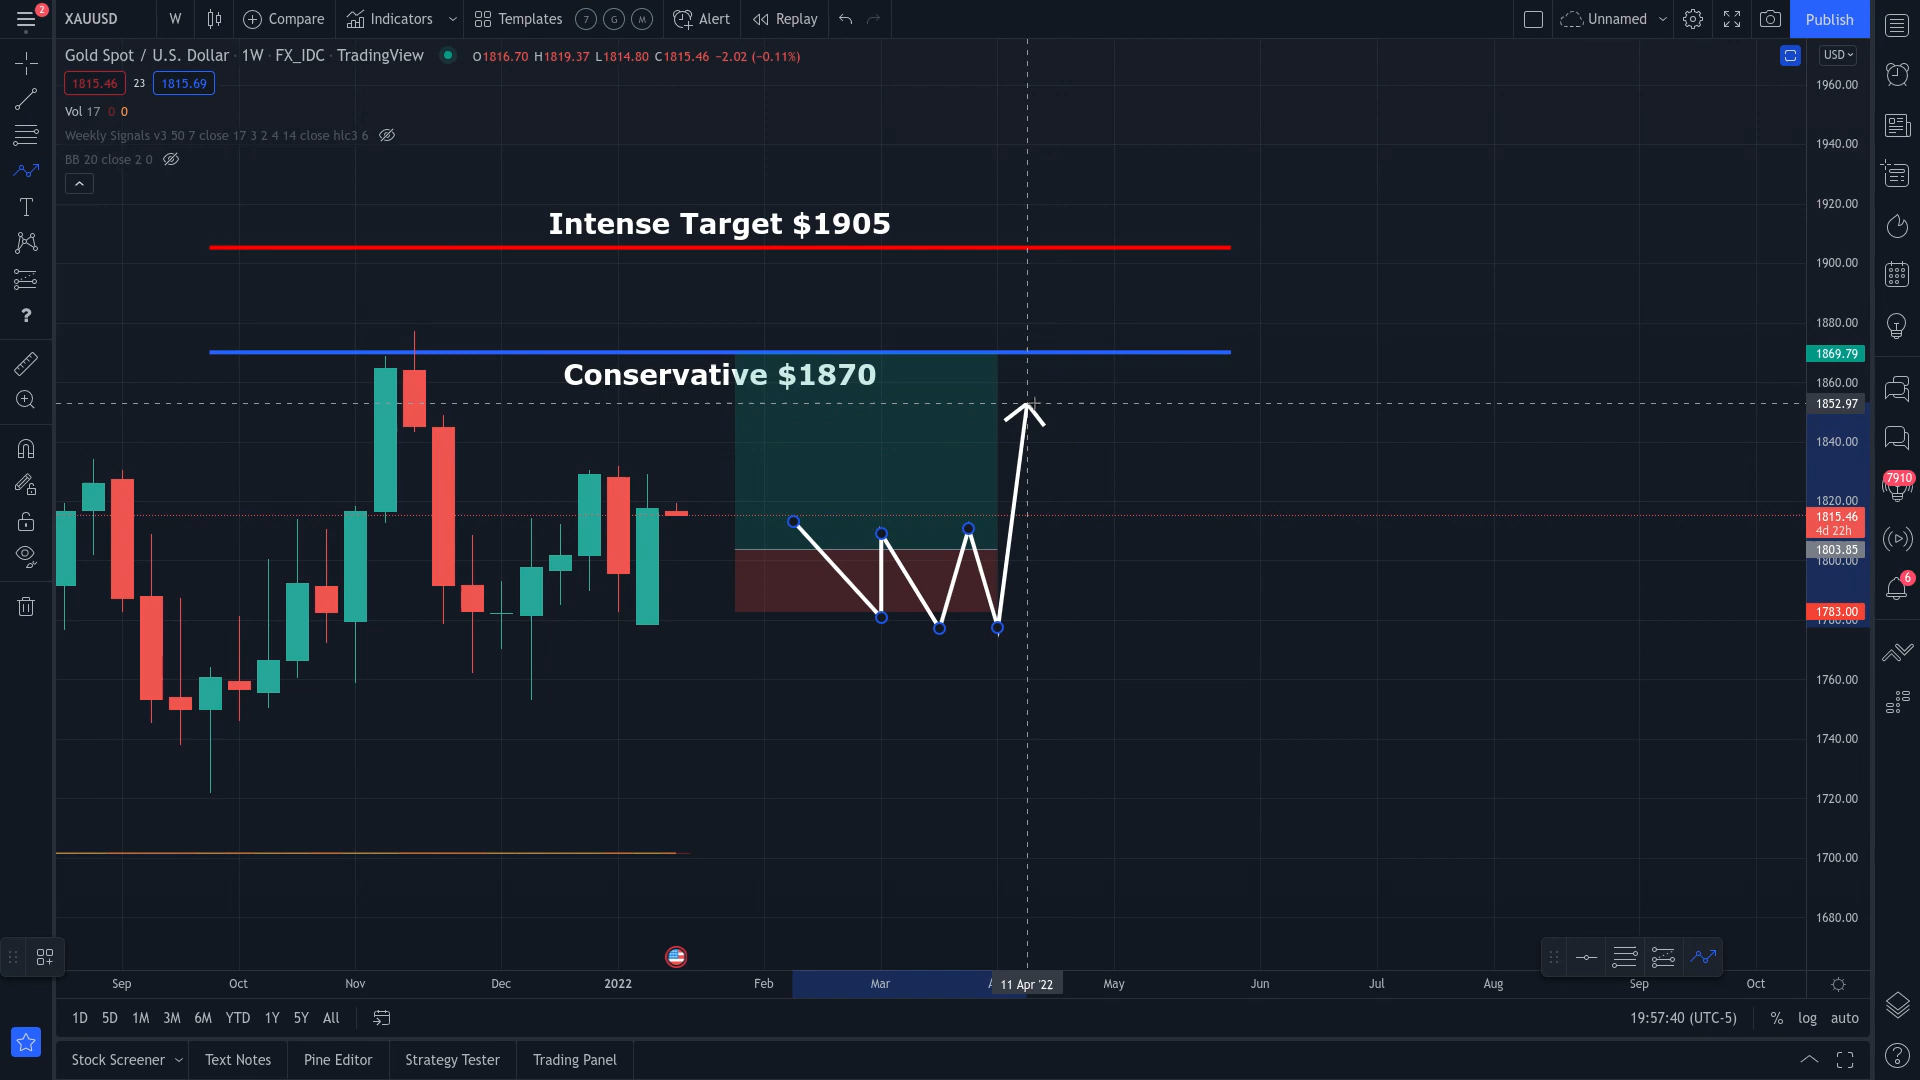 2
XAUUSD
W
Compare
Indicators
Templates
7
G
M
Alert
Replay
Unnamed
Publish
Gold Spot / U.S. Dollar · 1W · FX_IDC · TradingView
O1816.70 H1819.37 L1814.80 C1815.46 −2.02 (−0.11%)
USD
1815.46
23
1815.69
Vol 17 0 0
Weekly Signals v3 50 7 close 17 3 2 4 14 close hlc3 6
BB 20 close 2 0
Intense Target $1905
Conservative $1870
1960.00
1940.00
1920.00
1900.00
1880.00
1869.79
1860.00
1852.97
1840.00
1820.00
1815.46
4d 22h
1803.85
1800.00
1783.00
1780.00
1760.00
1740.00
1720.00
1700.00
1680.00
7910
6
Sep
Oct
Nov
Dec
2022
Feb
Mar
11 Apr '22
May
Jun
Jul
Aug
Sep
Oct
1D
5D
1M
3M
6M
YTD
1Y
5Y
All
19:57:40 (UTC-5)
%
log
auto
Stock Screener
Text Notes
Pine Editor
Strategy Tester
Trading Panel